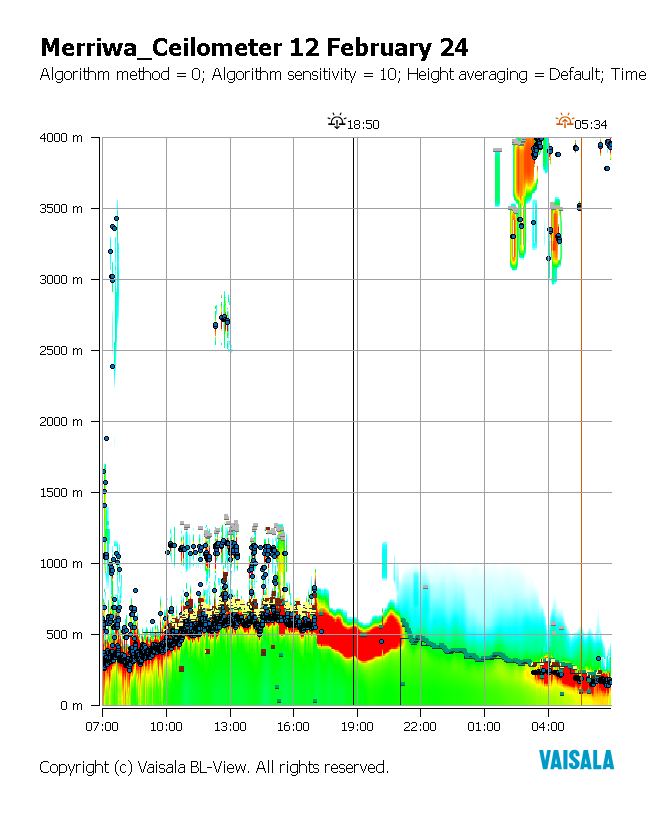 Merriwa_Ceilometer 12 February 24
Algorithm method = 0; Algorithm sensitivity = 10; Height averaging = Default; Time
18:50
05:34
4000 m
3500 m
3000 m
2500 m
2000 m
1500 m
1000 m
500 m
0 m
07:00 10:00 13:00 16:00 19:00 22:00 01:00 04:00
Copyright (c) Vaisala BL-View. All rights reserved.
VAISALA